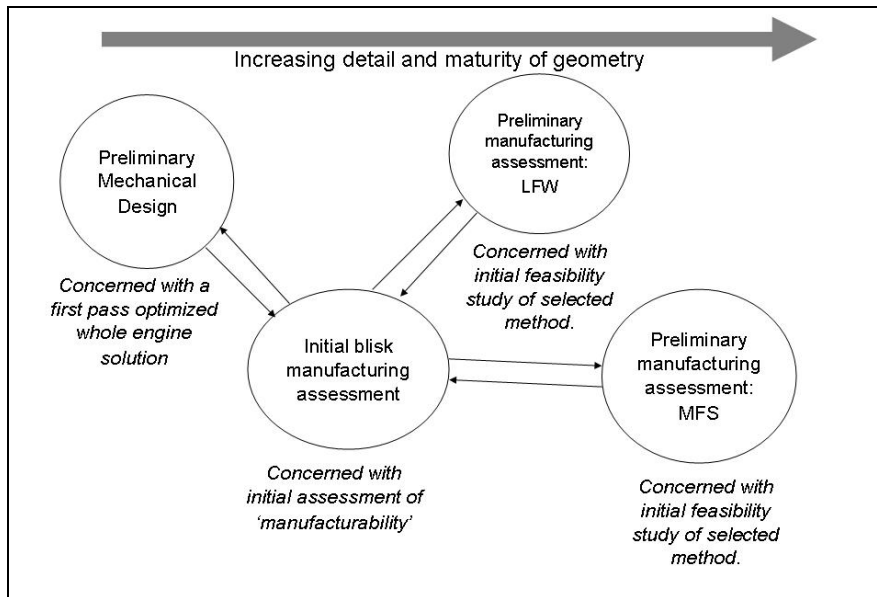 Increasing detail and maturity of geometry
Preliminary
Mechanical
Design
Concerned with a
first pass optimized
whole engine
solution
Preliminary
manufacturing
assessment:
LFW
Concerned with
initial feasibility
study of selected
method.
Initial blisk
manufacturing
assessment
Concerned with
initial assessment of
‘manufacturability’
Preliminary
manufacturing
assessment:
MFS
Concerned with
initial feasibility
study of selected
method.